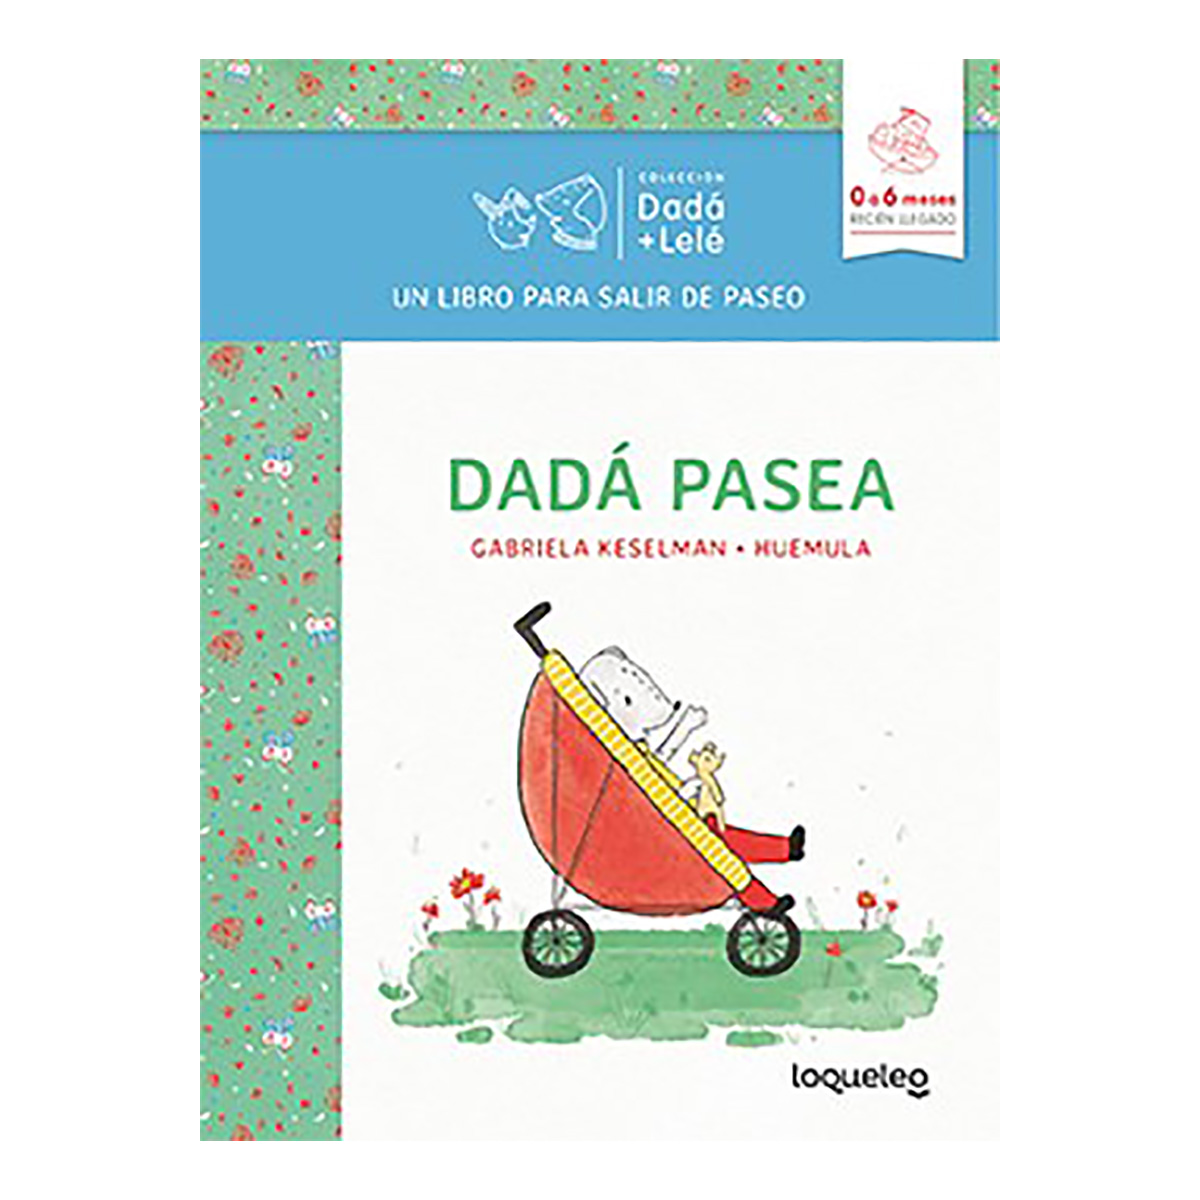 COLECCIÓN
Dadá
+Lelé
0 a 6 meses
RECIÉN LLEGADO
UN LIBRO PARA SALIR DE PASEO
DADÁ PASEA
GABRIELA KESELMAN • HUEMULA
loqueleo